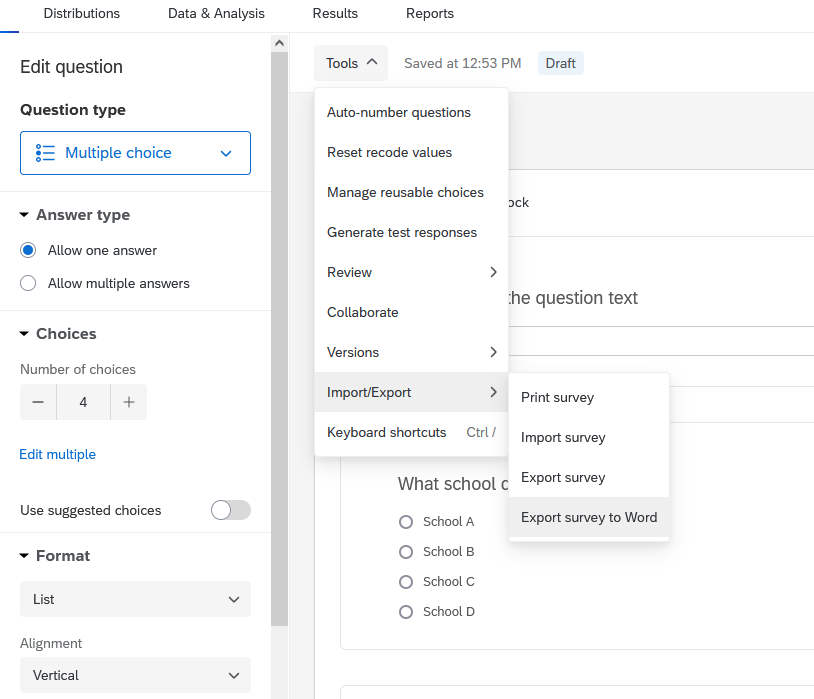 Distributions
Data & Analysis
Results
Reports
Edit question
Question type
Multiple choice
Answer type
Allow one answer
Allow multiple answers
Choices
Number of choices
4
Edit multiple
Use suggested choices
Format
List
Alignment
Vertical
Tools
Saved at 12:53 PM
Draft
Auto-number questions
Reset recode values
Manage reusable choices
Generate test responses
Review
Collaborate
Versions
Import/Export
Keyboard shortcuts Ctrl /
Print survey
Import survey
Export survey
Export survey to Word
ock
the question text
What school
School A
School B
School C
School D